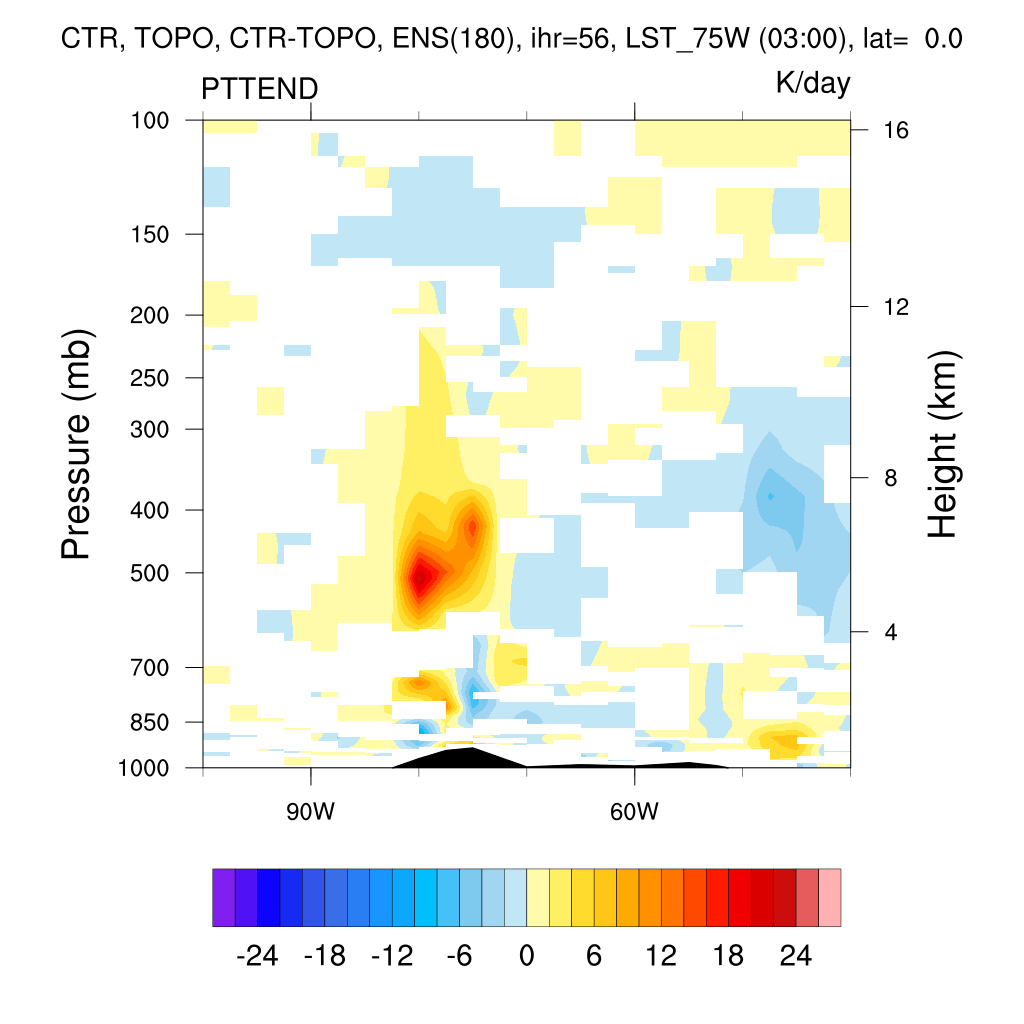 CTR, TOPO, CTR-TOPO, ENS(180), ihr=56, LST_75W (03:00), lat=  0.0
PTTEND K/day
100
150
200
250
300
400
500
700
850
1000
Pressure (mb)
16
12
8
4
Height (km)
90W 60W
-24 -18 -12 -6 0 6 12 18 24